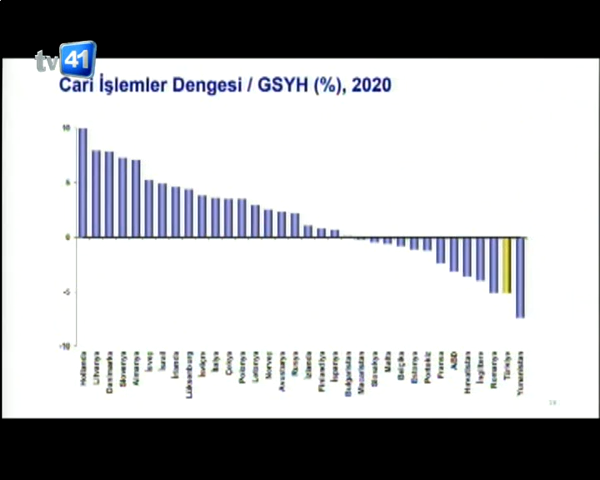 tv 41
Cari İşlemler Dengesi / GSYH (%), 2020
10
5
0
-5
-10
Hollanda
Litvanya
Danimarka
Slovenya
Almanya
İsveç
İsrail
İrlanda
Lüksemburg
İsviçre
İtalya
Çekya
Polonya
Letonya
Norveç
Avusturya
Rusya
İzlanda
Finlandiya
İspanya
Bulgaristan
Macaristan
Slovakya
Malta
Belçika
Estonya
Portekiz
Fransa
ABD
Hırvatistan
İngiltere
Romanya
Türkiye
Yunanistan